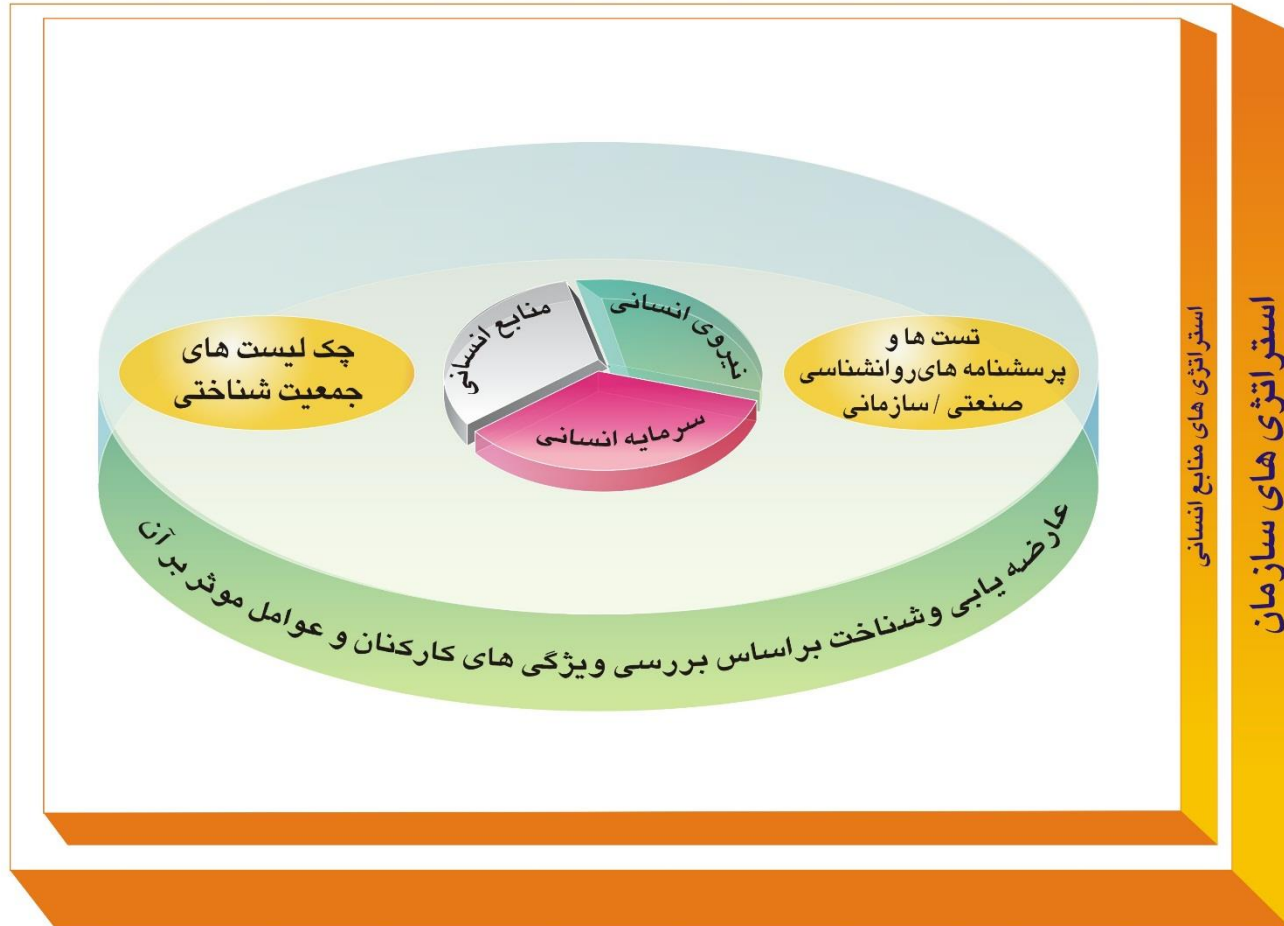 استراتژی های سازمان
استراتژی های منابع انسانی
تست ها و
پرسشنامه های روانشناسی
صنعتی / سازمانی
نیروی انسانی
منابع انسانی
سرمایه انسانی
چک لیست های
جمعیت شناختی
عارضه یابی و شناخت براساس بررسی ویژگی های کارکنان و عوامل موثر بر آن